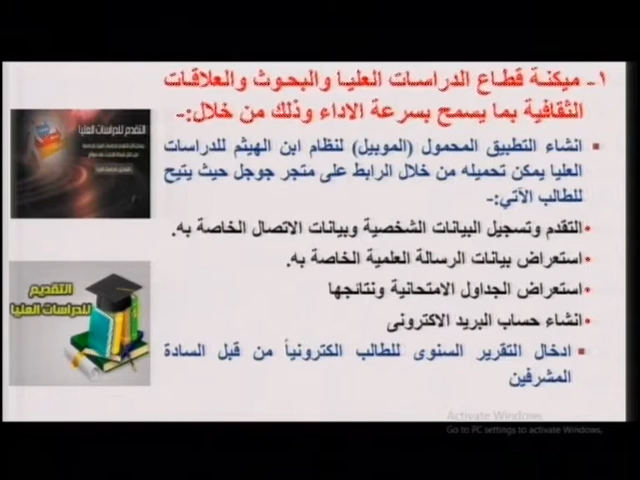 ١- ميكنة قطاع الدراسات العليا والبحوث والعلاقات
الثقافية بما يسمح بسرعة الاداء وذلك من خلال:-
انشاء التطبيق المحمول (الموبيل) لنظام ابن الهيثم للدراسات
العليا يمكن تحميله من خلال الرابط على متجر جوجل حيث يتيح
للطالب الآتي:-
التقدم وتسجيل البيانات الشخصية وبيانات الاتصال الخاصة به.
استعراض بيانات الرسالة العلمية الخاصة به.
استعراض الجداول الامتحانية ونتائجها
انشاء حساب البريد الاكترونى
ادخال التقرير السنوى للطالب الكترونياً من قبل السادة
المشرفين
التقدم للدراسات العليا
التقديم
للدراسات العليا
Activate Windows
Go to PC settings to activate Windows.